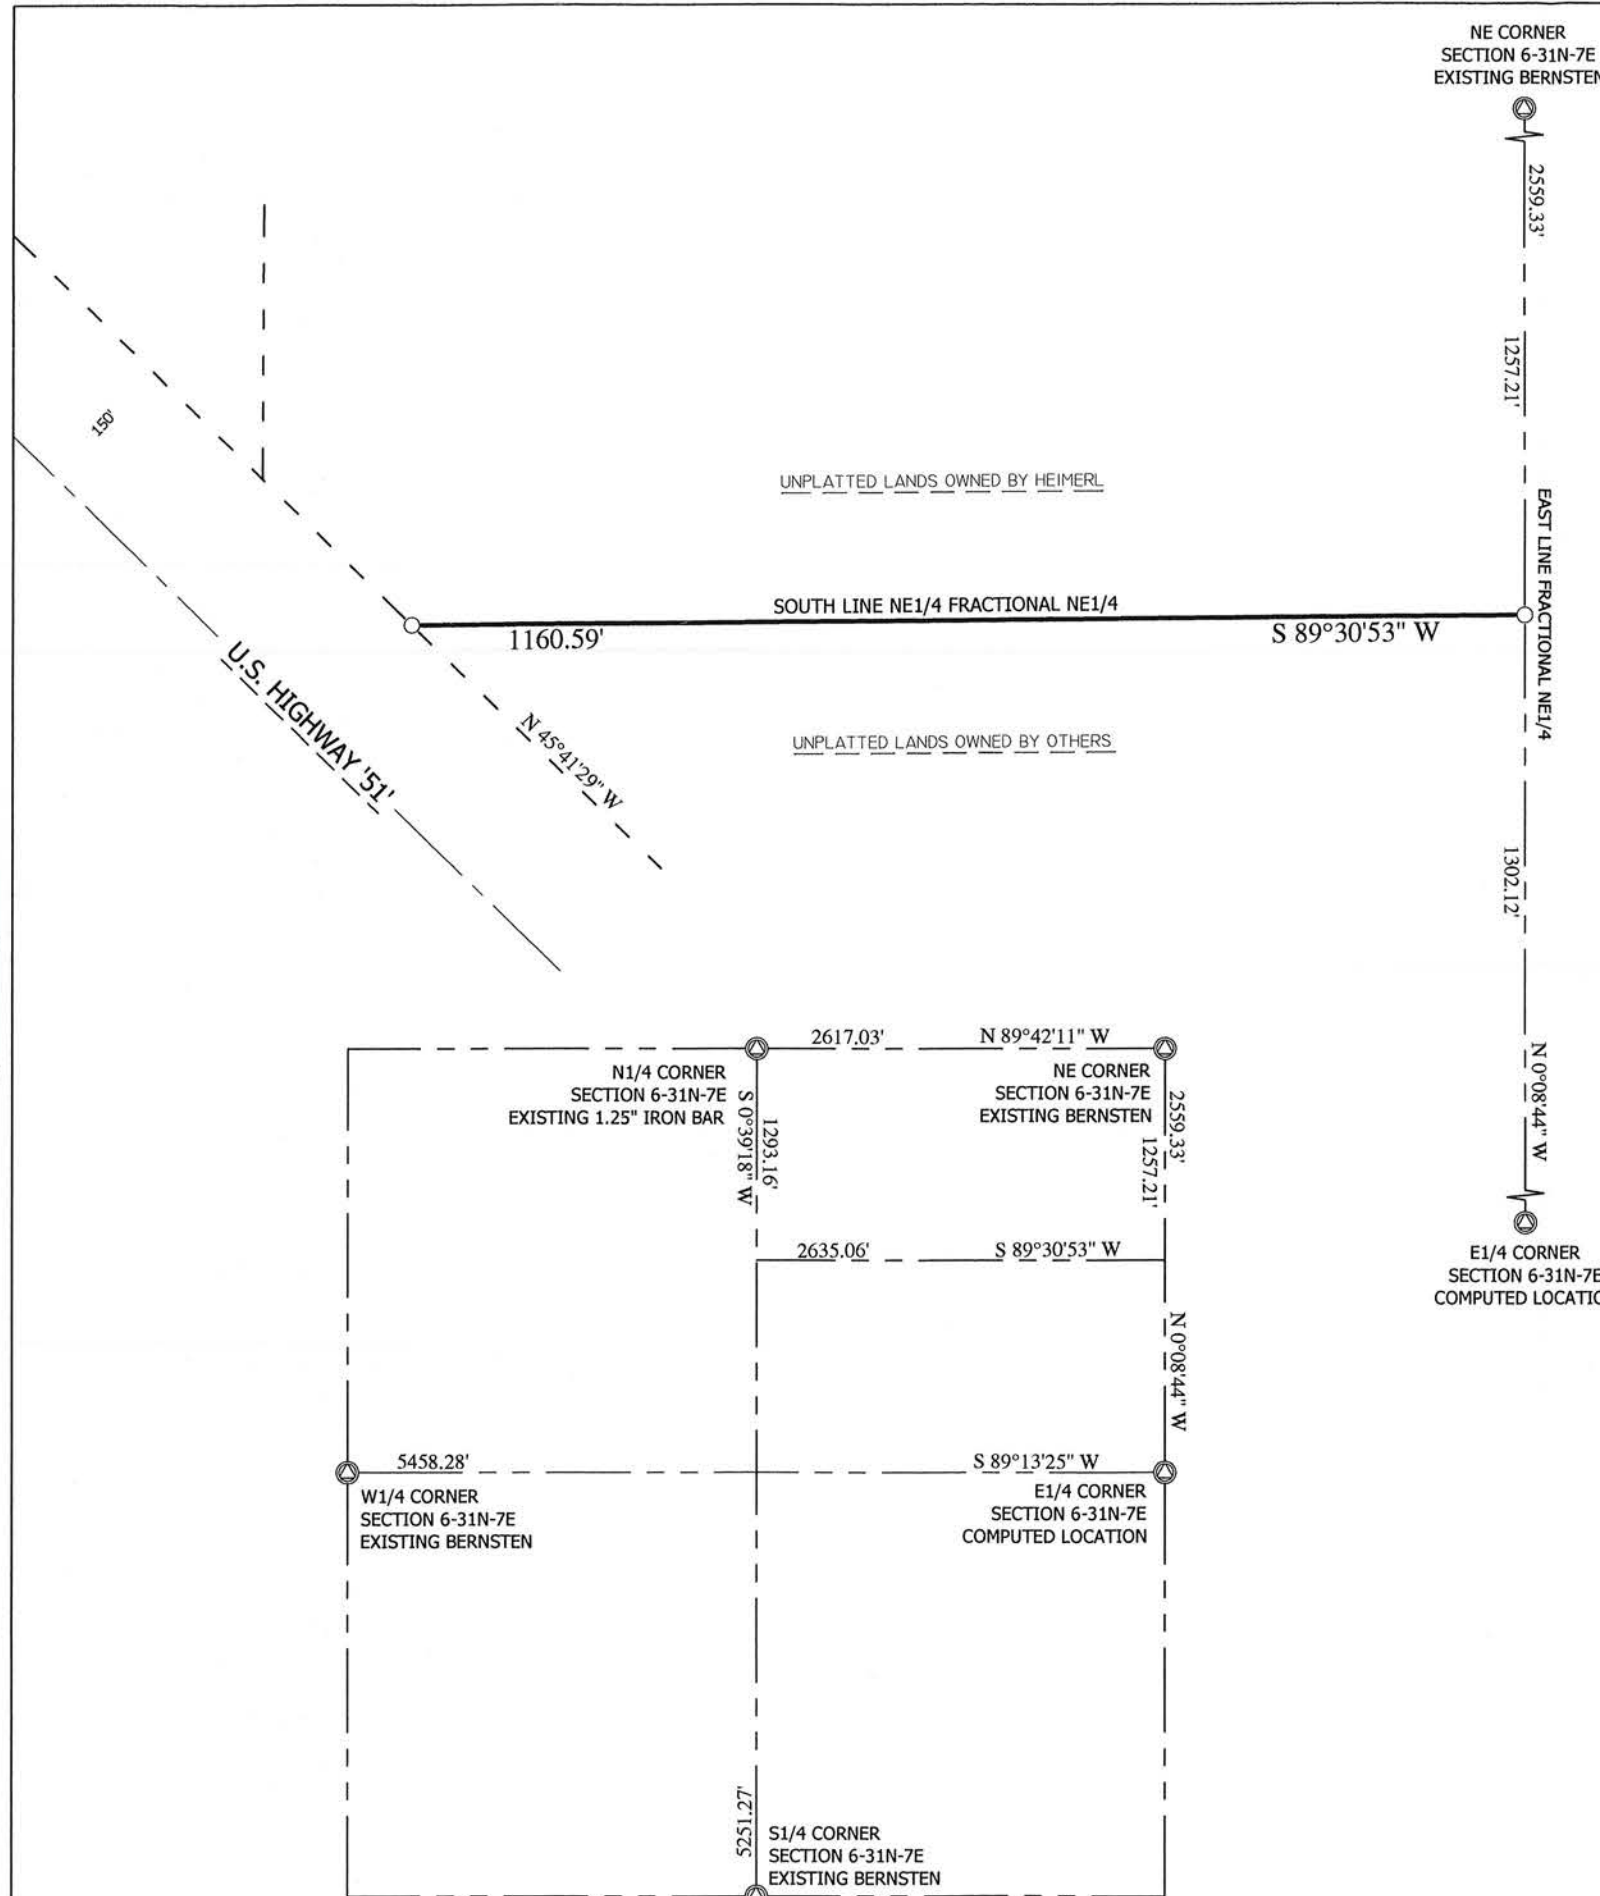 NE CORNER
SECTION 6-31N-7E
EXISTING BERNSTEN
2559.33'
1257.21'
150'
UNPLATTED LANDS OWNED BY HEIMERL
EAST LINE FRACTIONAL NE1/4
SOUTH LINE NE1/4 FRACTIONAL NE1/4
1160.59'
S 89°30'53" W
U.S. HIGHWAY '51'
N 45°41'29" W
UNPLATTED LANDS OWNED BY OTHERS
1302.12'
N 0°08'44" W
E1/4 CORNER
SECTION 6-31N-7E
COMPUTED LOCATIO
2617.03'
N 89°42'11" W
N1/4 CORNER
SECTION 6-31N-7E
EXISTING 1.25" IRON BAR
S 0°39'18" W
1293.16'
NE CORNER
SECTION 6-31N-7E
EXISTING BERNSTEN
2559.33'
1257.21'
2635.06'
S 89°30'53" W
N 0°08'44" W
5458.28'
S 89°13'25" W
W1/4 CORNER
SECTION 6-31N-7E
EXISTING BERNSTEN
E1/4 CORNER
SECTION 6-31N-7E
COMPUTED LOCATION
5251.27'
S1/4 CORNER
SECTION 6-31N-7E
EXISTING BERNSTEN